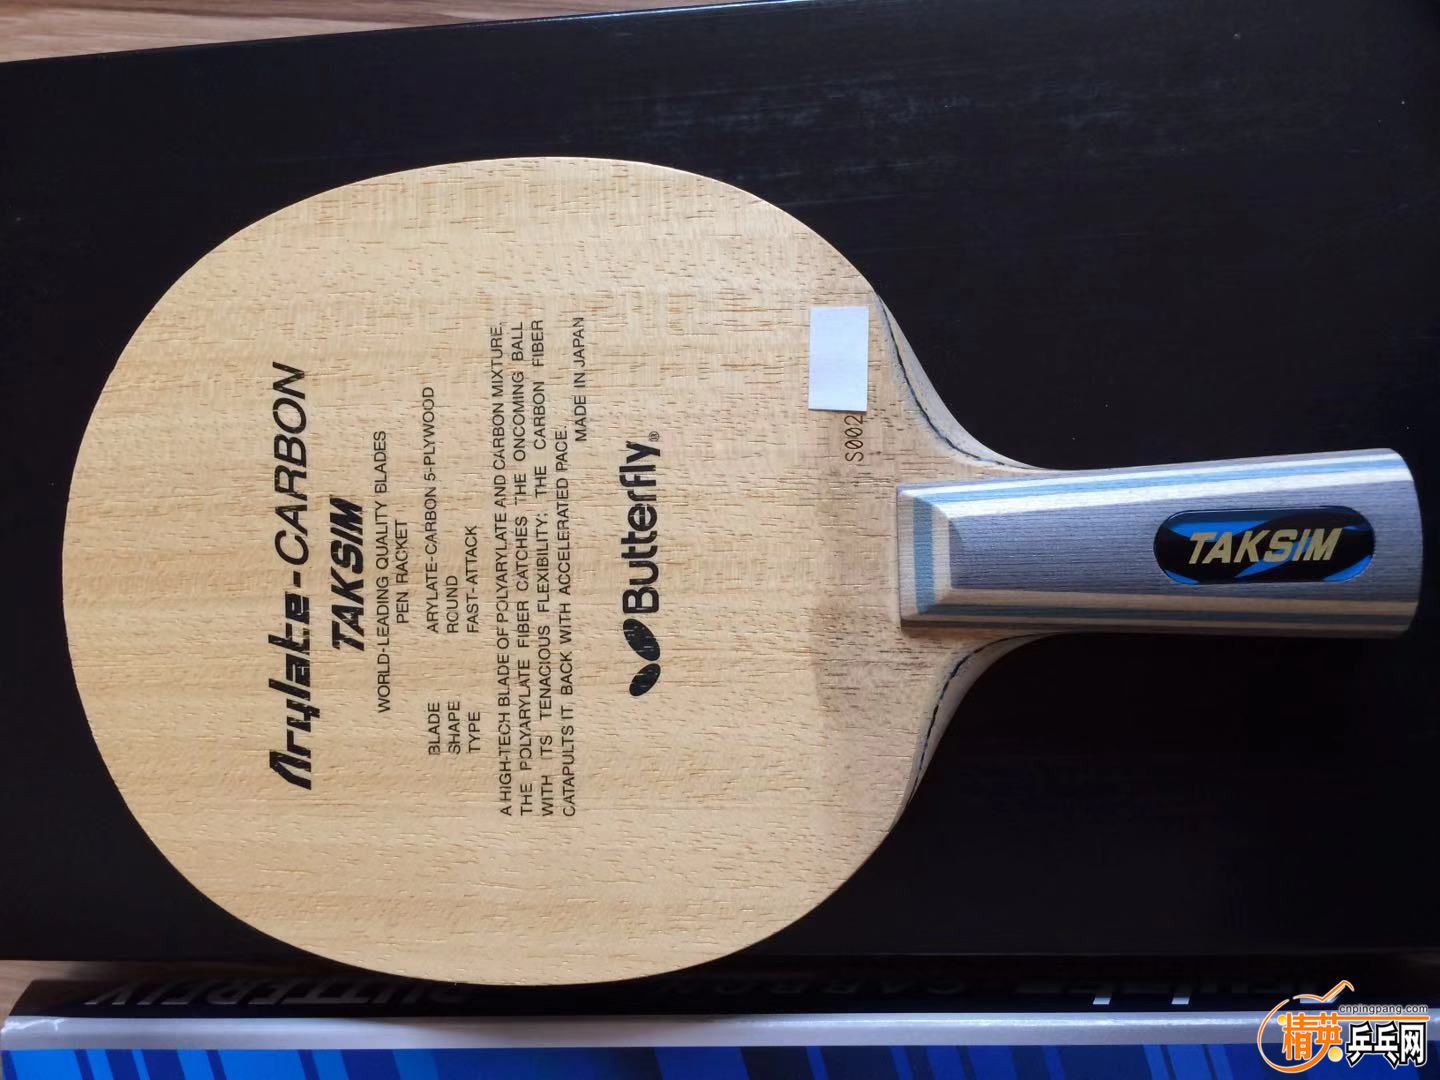 Arylate-CARBON
TAKSIM
WORLD-LEADING QUALITY BLADES
PEN RACKET
BLADE ARYLATE-CARBON 5-PLYWOOD
SHAPE ROUND
TYPE FAST-ATTACK
A HIGH-TECH BLADE OF POLYARYLATE AND CARBON MIXTURE,
THE POLYARYLATE FIBER CATCHES THE ONCOMING BALL
WITH ITS TENACIOUS FLEXIBILITY; THE CARBON FIBER
CATAPULTS IT BACK WITH ACCELERATED PACE.
MADE IN JAPAN
Butterfly®
S002
TAKSIM
BUTTERFLY
Arylate-CARBON
cnpingpang.com
精英乒乓网